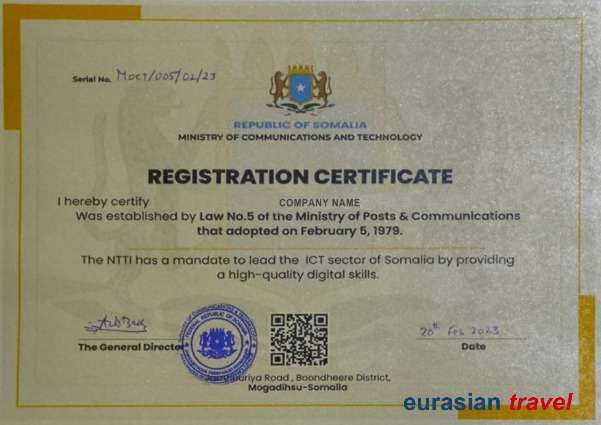 Serial No. MOCT/005/02/23
REPUBLIC OF SOMALIA
MINISTRY OF COMMUNICATIONS AND TECHNOLOGY
REGISTRATION CERTIFICATE
I hereby certify COMPANY NAME
Was established by Law No.5 of the Ministry of Posts & Communications
that adopted on February 5, 1979.
The NTTI has a mandate to lead the ICT sector of Somalia by providing
a high-quality digital skills.
20th Feb 2023
The General Director
Date
Road, Boondheere District,
Mogadihsu-Somalia
eurasian travel